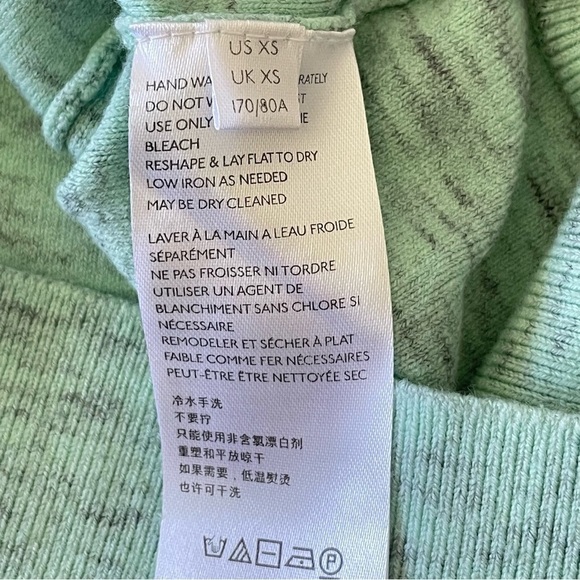 US XS
UK XS
170/80A
HAND RATELY
DO NOT
USE ONLY
BLEACH
RESHAPE & LAY FLAT TO DRY
LOW IRON AS NEEDED
MAY BE DRY CLEANED
LAVER À LA MAIN A LEAU FROIDE
SÉPARÉMENT
NE PAS FROISSER NI TORDRE
UTILISER UN AGENT DE
BLANCHIMENT SANS CHLORE SI
NÉCESSAIRE
REMODELER ET SÉCHER À PLAT
FAIBLE COMME FER NÉCESSAIRES
PEUT-ÊTRE ÊTRE NETTOYÉE SEC
冷水手洗
不要拧
只能使用非含氯漂白剂
重塑和平放晾干
如果需要，低温熨烫
也许可干洗
P